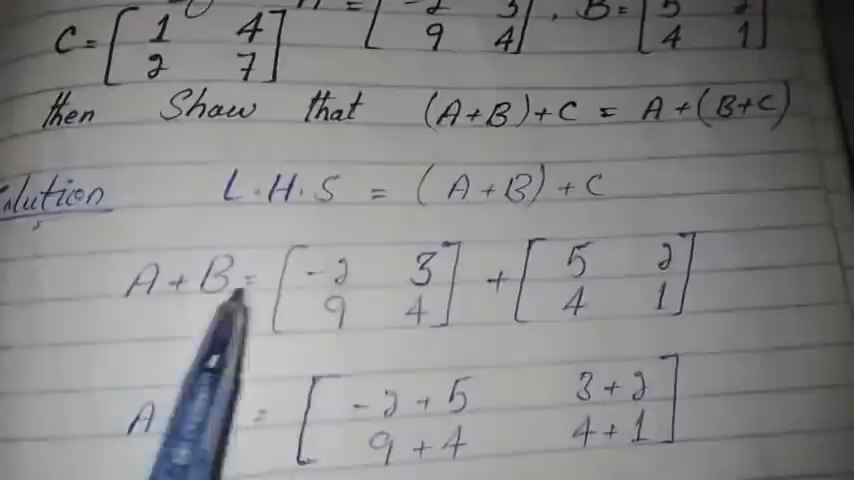 A = [ -2 3 ] , B = [ 5 2 ]
C = [ 1 4 ] [ 9 4 ] [ 4 1 ]
[ 2 7 ]
then Show that (A+B)+C = A+(B+C)
lution L.H.S = (A+B)+C
A+B = [ -2 3 ] + [ 5 2 ]
[ 9 4 ] [ 4 1 ]
A = [ -2+5 3+2 ]
[ 9+4 4+1 ]